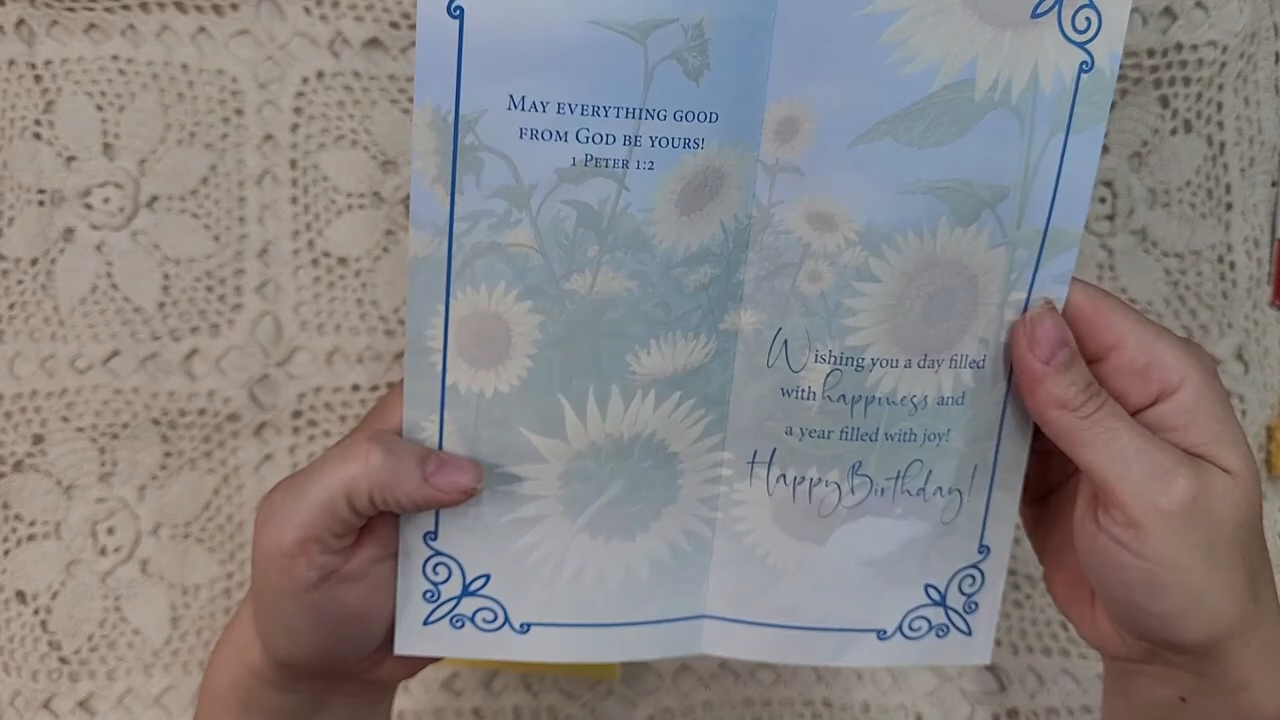 MAY EVERYTHING GOOD
FROM GOD BE YOURS!
1 PETER 1:2
Wishing you a day filled
with happiness and
a year filled with joy!
Happy Birthday!